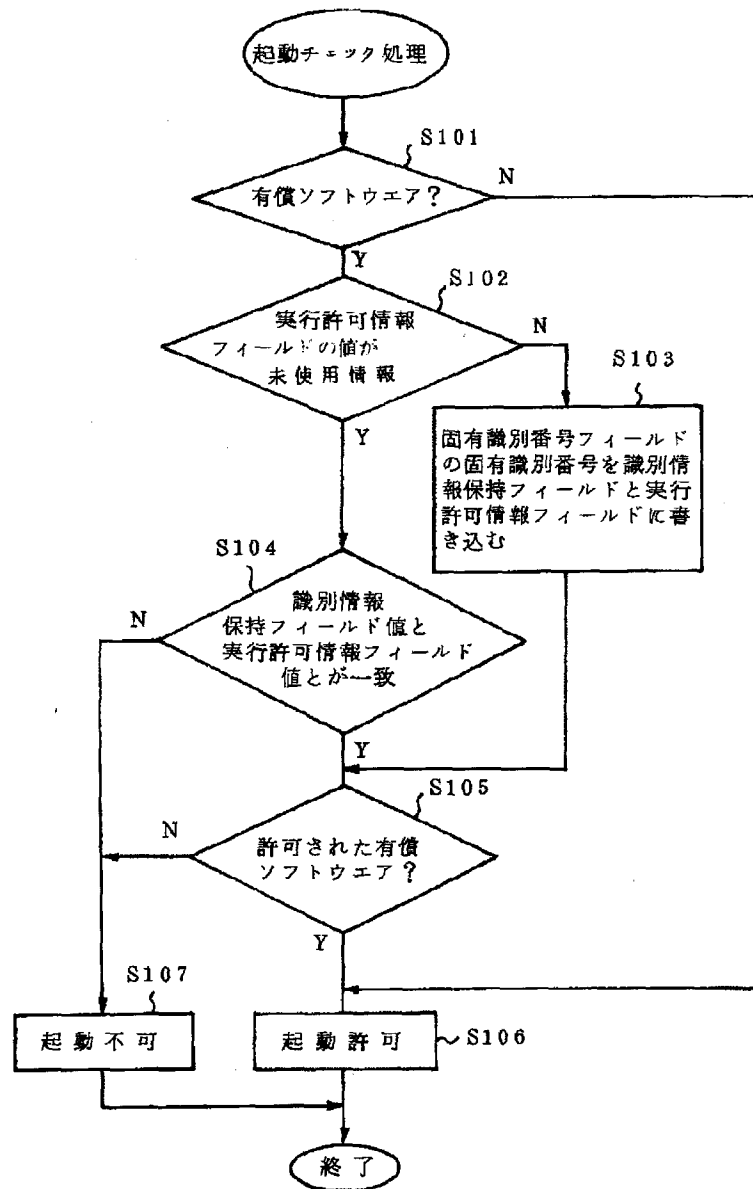 起動チェック処理
S101
有償ソフトウエア?
N
Y
S102
実行許可情報
フィールドの値が
未使用情報
N
Y
S103
固有識別番号フィールド
の固有識別番号を識別情
報保持フィールドと実行
許可情報フィールドに書
き込む
S104
識別情報
保持フィールド値と
実行許可情報フィールド
値とが一致
N
Y
S105
許可された有償
ソフトウエア?
N
Y
S107
起動不可
起動許可
S106
終了